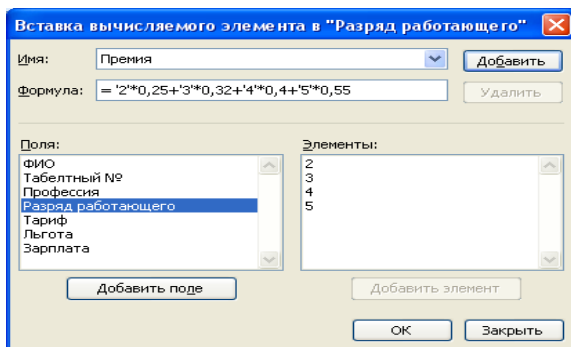 Вставка вычисляемого элемента в "Разряд работающего"
Имя: Премия Добавить
Формула: = '2'*0,25+'3'*0,32+'4'*0,4+'5'*0,55 Удалить
Поля: Элементы:
ФИО 2
Табелтный № 3
Профессия 4
Разряд работающего 5
Тариф
Льгота
Зарплата
Добавить поле Добавить элемент
ОК Закрыть